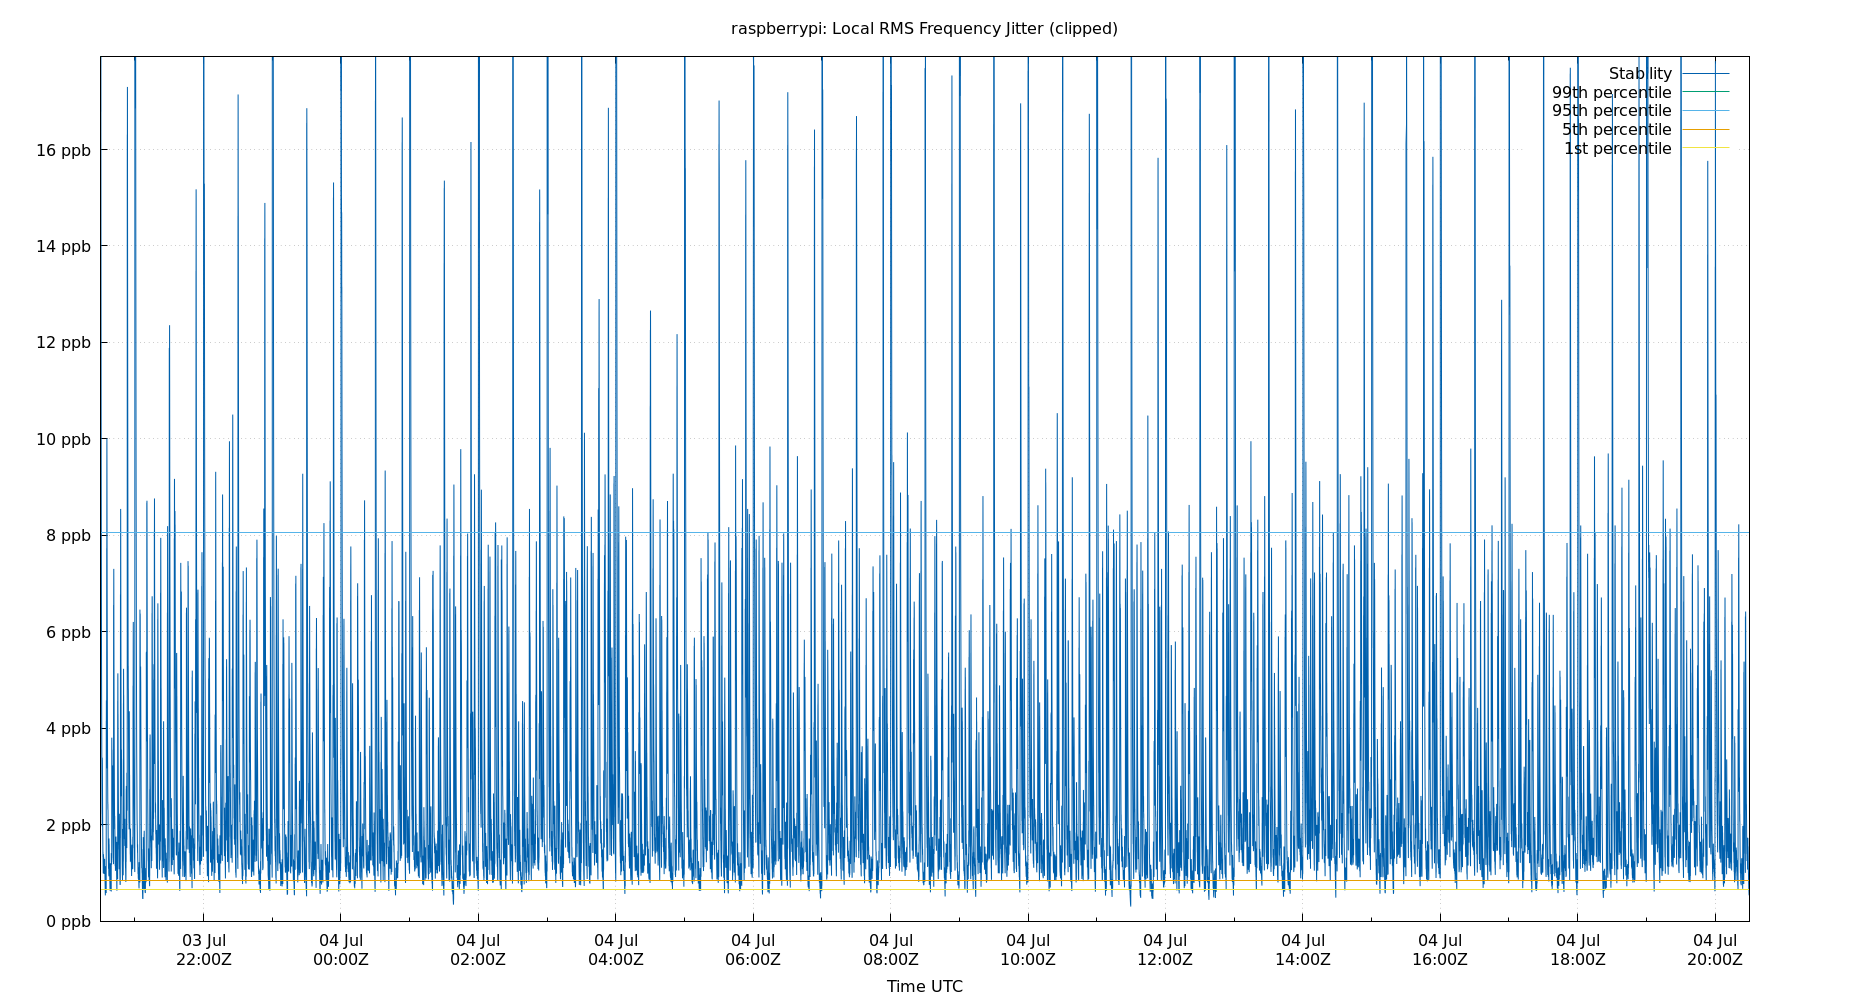 raspberrypi: Local RMS Frequency Jitter (clipped)
Stability
99th percentile
95th percentile
5th percentile
1st percentile
16 ppb
14 ppb
12 ppb
10 ppb
8 ppb
6 ppb
4 ppb
2 ppb
0 ppb
03 Jul 04 Jul 04 Jul 04 Jul 04 Jul 04 Jul 04 Jul 04 Jul 04 Jul 04 Jul 04 Jul 04 Jul
22:00Z 00:00Z 02:00Z 04:00Z 06:00Z 08:00Z 10:00Z 12:00Z 14:00Z 16:00Z 18:00Z 20:00Z
Time UTC